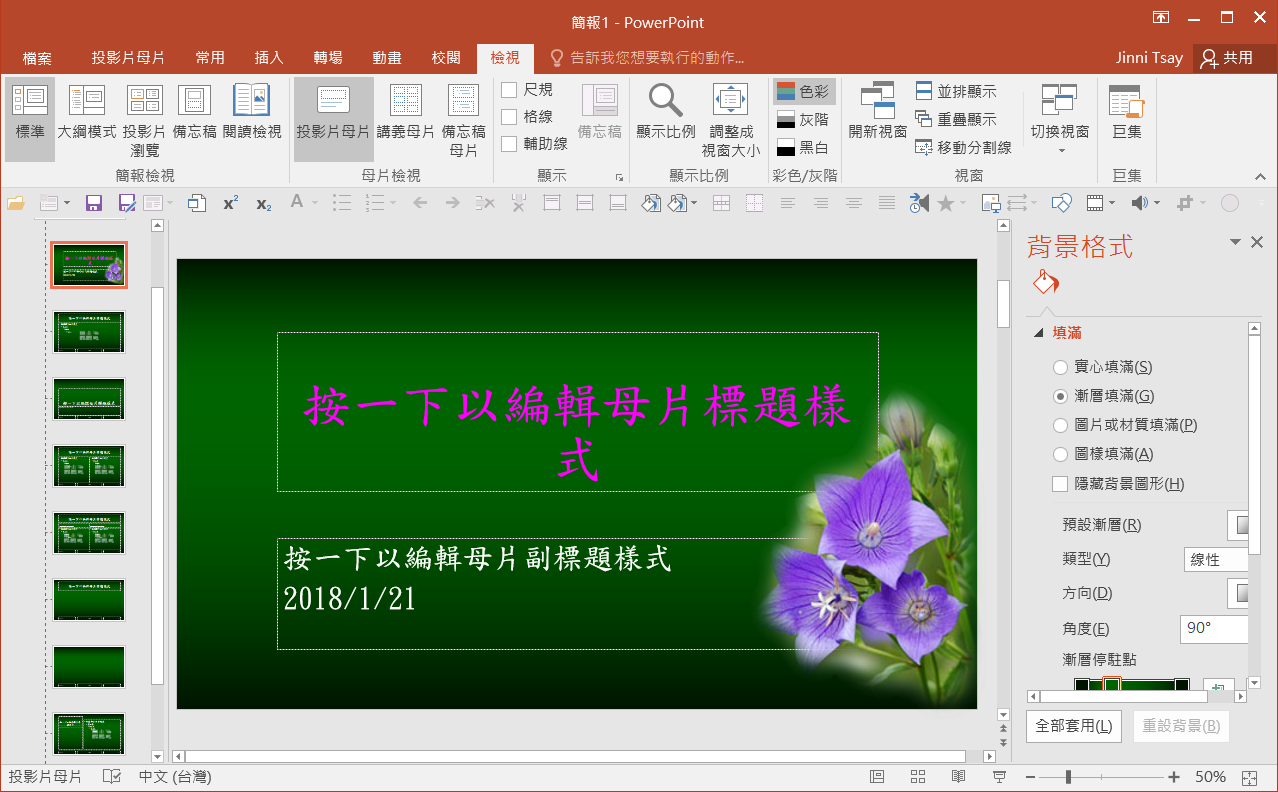 簡報1 - PowerPoint
檔案 投影片母片 常用 插入 轉場 動畫 校閱 檢視 告訴我您想要執行的動作... Jinni Tsay 共用
標準 大綱模式 投影片瀏覽 備忘稿 閱讀檢視
簡報檢視
投影片母片 講義母片 備忘稿母片
母片檢視
尺規
格線
輔助線
備忘稿
顯示
顯示比例 調整成視窗大小
顯示比例
色彩
灰階
黑白
彩色/灰階
開新視窗
並排顯示
重疊顯示
移動分割線
切換視窗
視窗
巨集
巨集
按一下以編輯母片標題樣
式
按一下以編輯母片副標題樣式
2018/1/21
背景格式
填滿
實心填滿(S)
漸層填滿(G)
圖片或材質填滿(P)
圖樣填滿(A)
隱藏背景圖形(H)
預設漸層(R)
類型(Y) 線性
方向(D)
角度(E) 90°
漸層停駐點
全部套用(L) 重設背景(B)
投影片母片 中文 (台灣) 50%